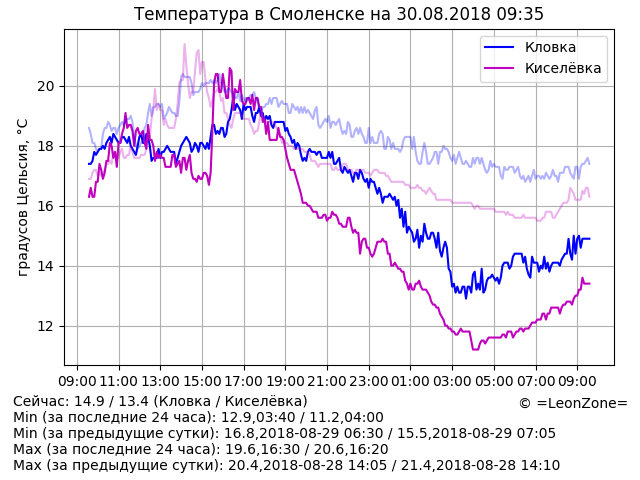 Температура в Смоленске на 30.08.2018 09:35
Кловка
Киселёвка
градусов Цельсия, °C
20
18
16
14
12
09:00 11:00 13:00 15:00 17:00 19:00 21:00 23:00 01:00 03:00 05:00 07:00 09:00
Сейчас: 14.9 / 13.4 (Кловка / Киселёвка)
© =LeonZone=
Min (за последние 24 часа): 12.9,03:40 / 11.2,04:00
Min (за предыдущие сутки): 16.8,2018-08-29 06:30 / 15.5,2018-08-29 07:05
Max (за последние 24 часа): 19.6,16:30 / 20.6,16:20
Max (за предыдущие сутки): 20.4,2018-08-28 14:05 / 21.4,2018-08-28 14:10